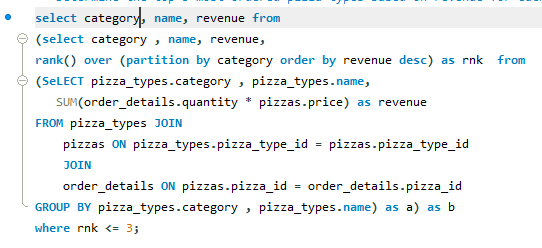 select category, name, revenue from
(select category , name, revenue,
rank() over (partition by category order by revenue desc) as rnk from
(SeLECT pizza_types.category , pizza_types.name,
SUM(order_details.quantity * pizzas.price) as revenue
FROM pizza_types JOIN
pizzas ON pizza_types.pizza_type_id = pizzas.pizza_type_id
JOIN
order_details ON pizzas.pizza_id = order_details.pizza_id
GROUP BY pizza_types.category , pizza_types.name) as a) as b
where rnk <= 3;